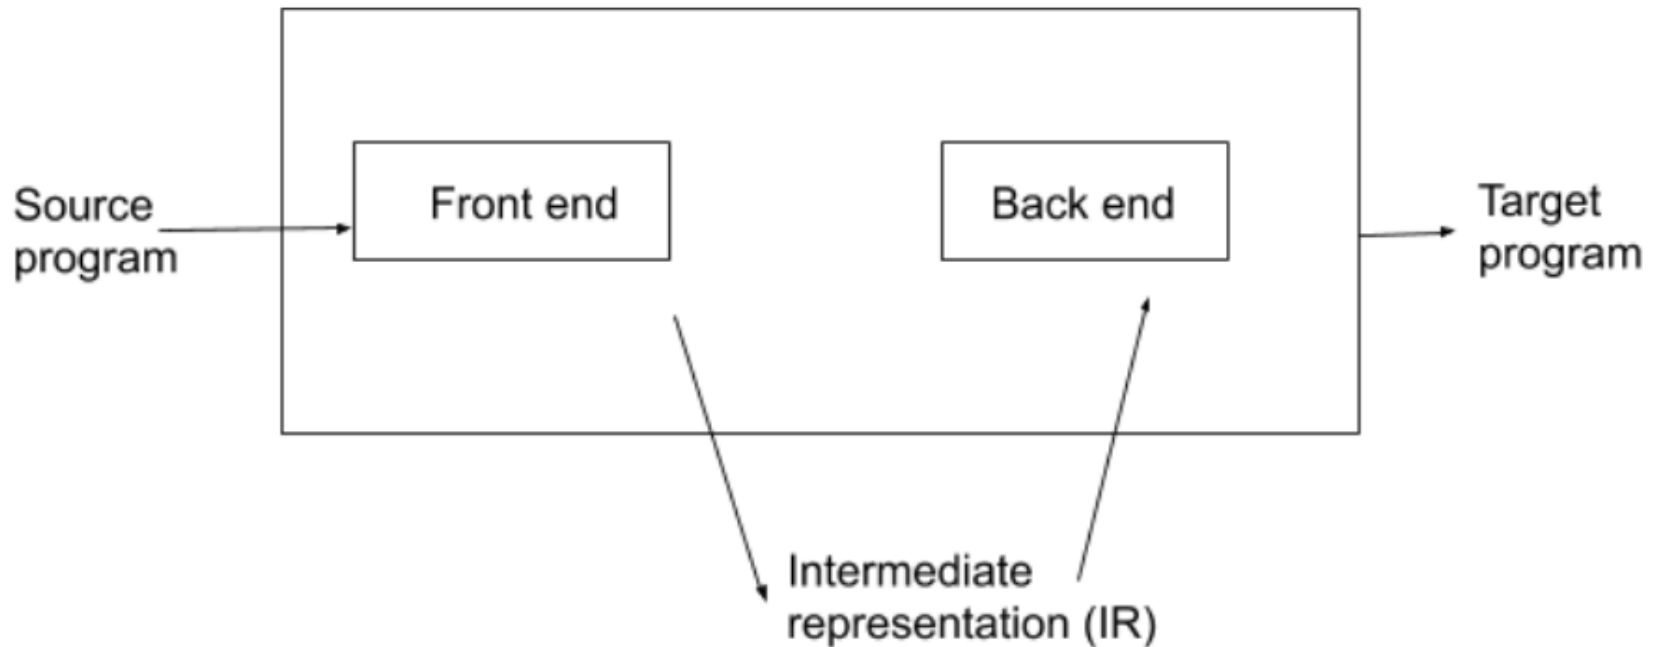 Source
program
Front end
Back end
Target
program
Intermediate
representation (IR)